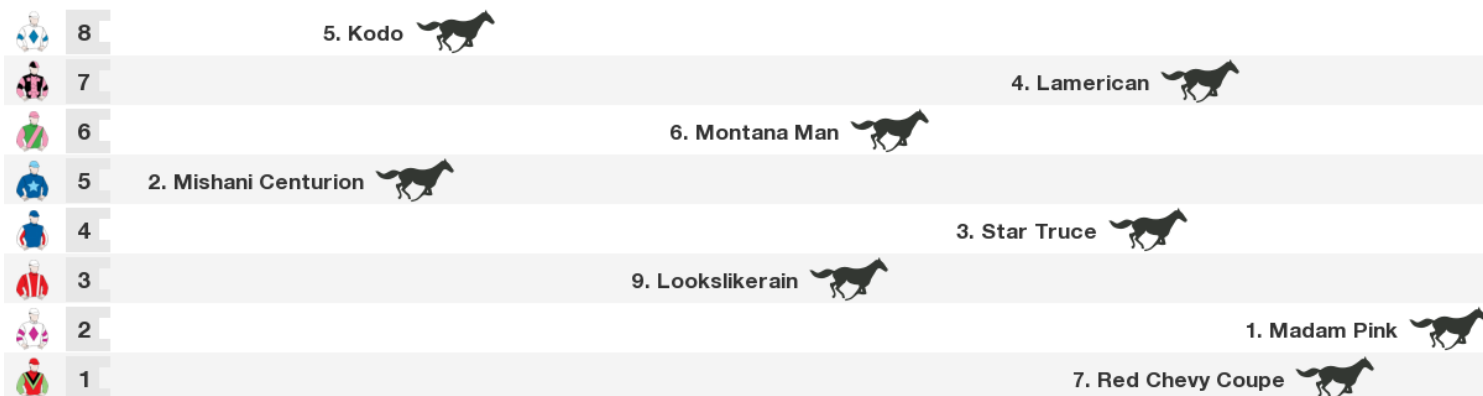 8 5. Kodo
7 4. Lamerican
6 6. Montana Man
5 2. Mishani Centurion
4 3. Star Truce
3 9. Lookslikerain
2 1. Madam Pink
1 7. Red Chevy Coupe